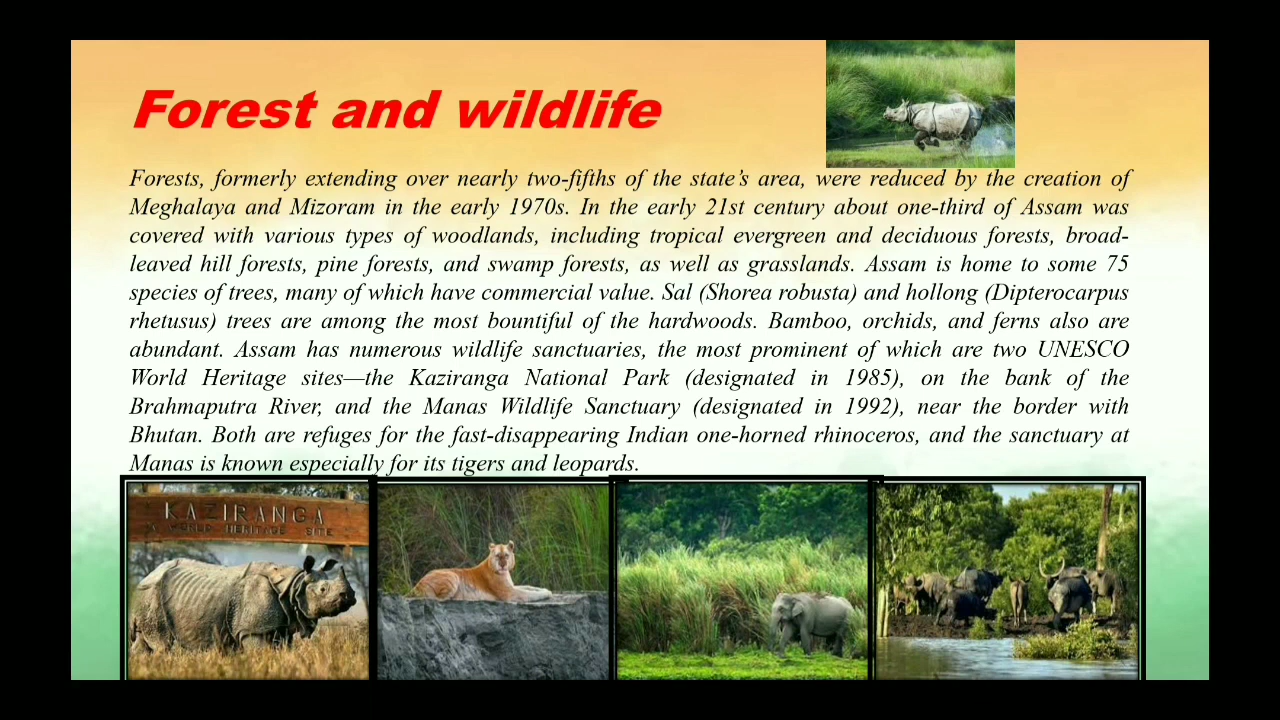 Forest and wildlife
Forests, formerly extending over nearly two-fifths of the state’s area, were reduced by the creation of
Meghalaya and Mizoram in the early 1970s. In the early 21st century about one-third of Assam was
covered with various types of woodlands, including tropical evergreen and deciduous forests, broad-
leaved hill forests, pine forests, and swamp forests, as well as grasslands. Assam is home to some 75
species of trees, many of which have commercial value. Sal (Shorea robusta) and hollong (Dipterocarpus
rhetusus) trees are among the most bountiful of the hardwoods. Bamboo, orchids, and ferns also are
abundant. Assam has numerous wildlife sanctuaries, the most prominent of which are two UNESCO
World Heritage sites—the Kaziranga National Park (designated in 1985), on the bank of the
Brahmaputra River, and the Manas Wildlife Sanctuary (designated in 1992), near the border with
Bhutan. Both are refuges for the fast-disappearing Indian one-horned rhinoceros, and the sanctuary at
Manas is known especially for its tigers and leopards.
KAZIRANGA
A WORLD HERITAGE SITE